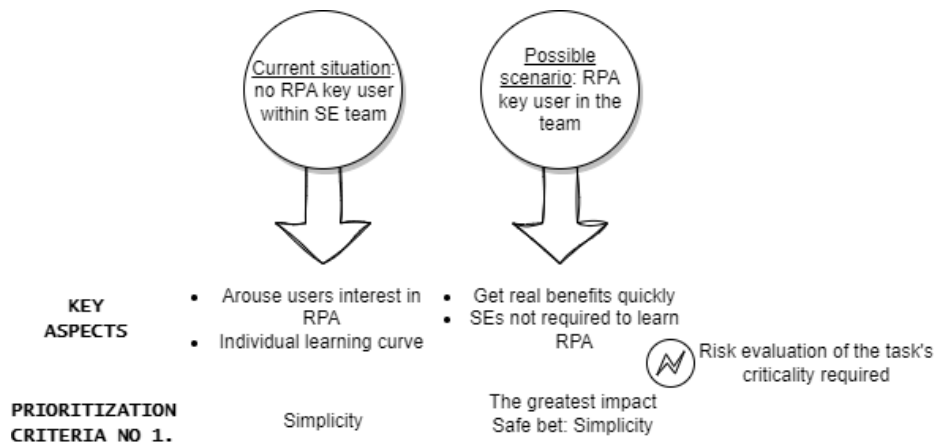 Current situation:
no RPA key user
within SE team
Possible
scenario: RPA
key user in the
team
KEY
ASPECTS
• Arouse users interest in
RPA
• Individual learning curve
• Get real benefits quickly
• SEs not required to learn
RPA
Risk evaluation of the task's
criticality required
PRIORITIZATION
CRITERIA NO 1.
Simplicity
The greatest impact
Safe bet: Simplicity